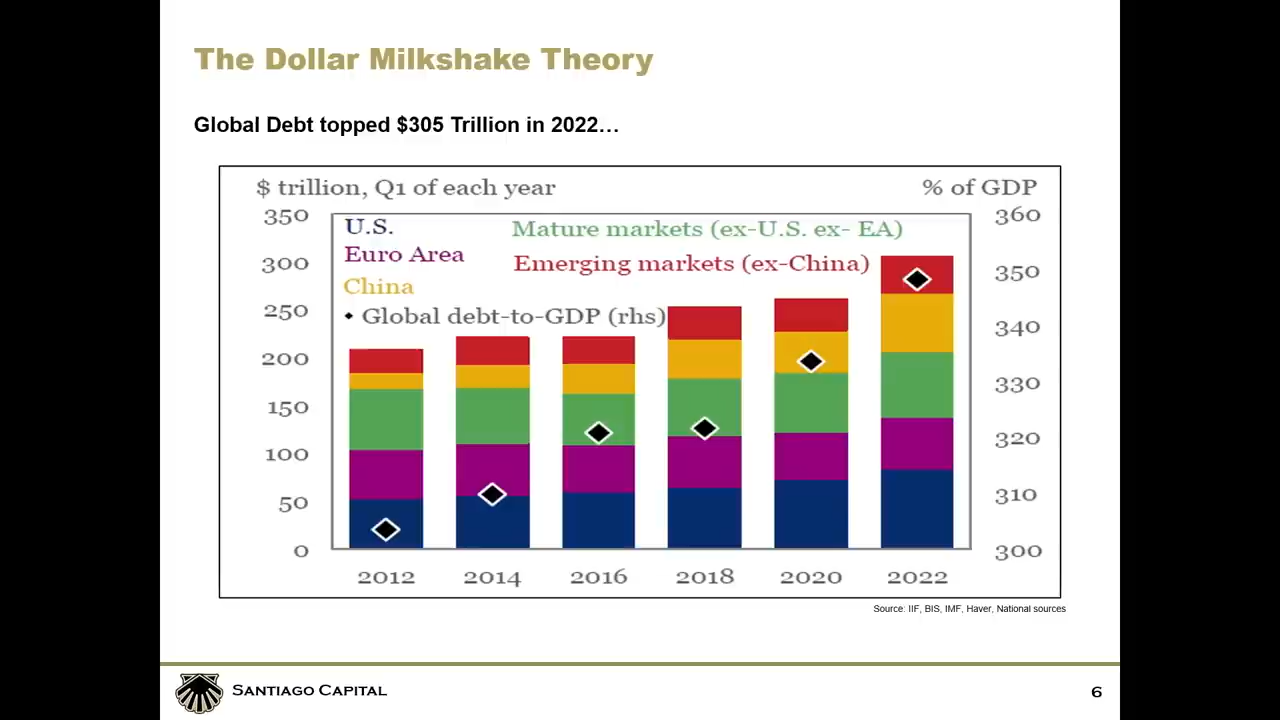 The Dollar Milkshake Theory
Global Debt topped $305 Trillion in 2022…
$ trillion, Q1 of each year
% of GDP
350
300
250
200
150
100
50
0
U.S.
Euro Area
China
Global debt-to-GDP (rhs)
Mature markets (ex-U.S. ex- EA)
Emerging markets (ex-China)
360
350
340
330
320
310
300
2012 2014 2016 2018 2020 2022
Source: IIF, BIS, IMF, Haver, National sources
SANTIAGO CAPITAL
6